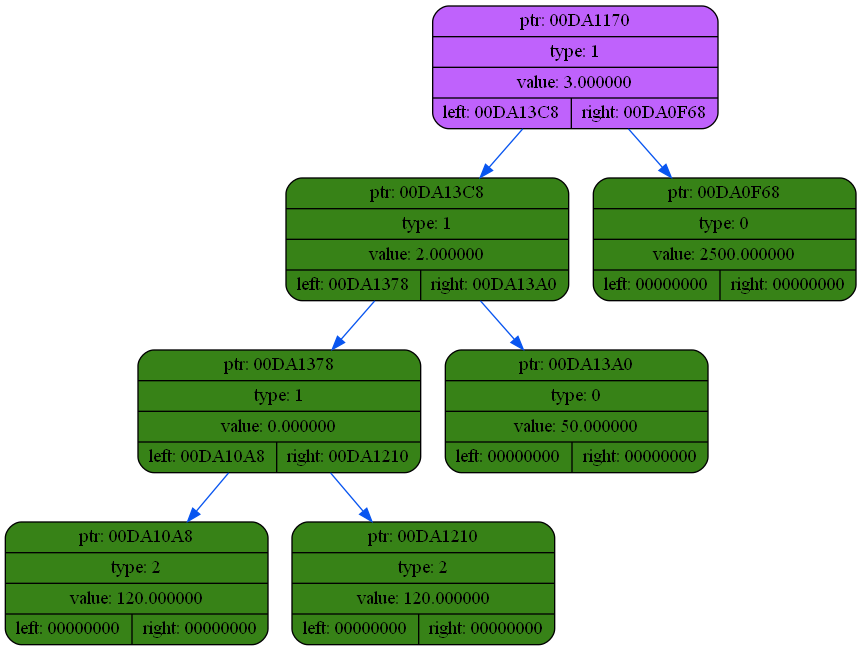 ptr: 00DA1170
type: 1
value: 3.000000
left: 00DA13C8 right: 00DA0F68
ptr: 00DA13C8
type: 1
value: 2.000000
left: 00DA1378 right: 00DA13A0
ptr: 00DA0F68
type: 0
value: 2500.000000
left: 00000000 right: 00000000
ptr: 00DA1378
type: 1
value: 0.000000
left: 00DA10A8 right: 00DA1210
ptr: 00DA13A0
type: 0
value: 50.000000
left: 00000000 right: 00000000
ptr: 00DA10A8
type: 2
value: 120.000000
left: 00000000 right: 00000000
ptr: 00DA1210
type: 2
value: 120.000000
left: 00000000 right: 00000000